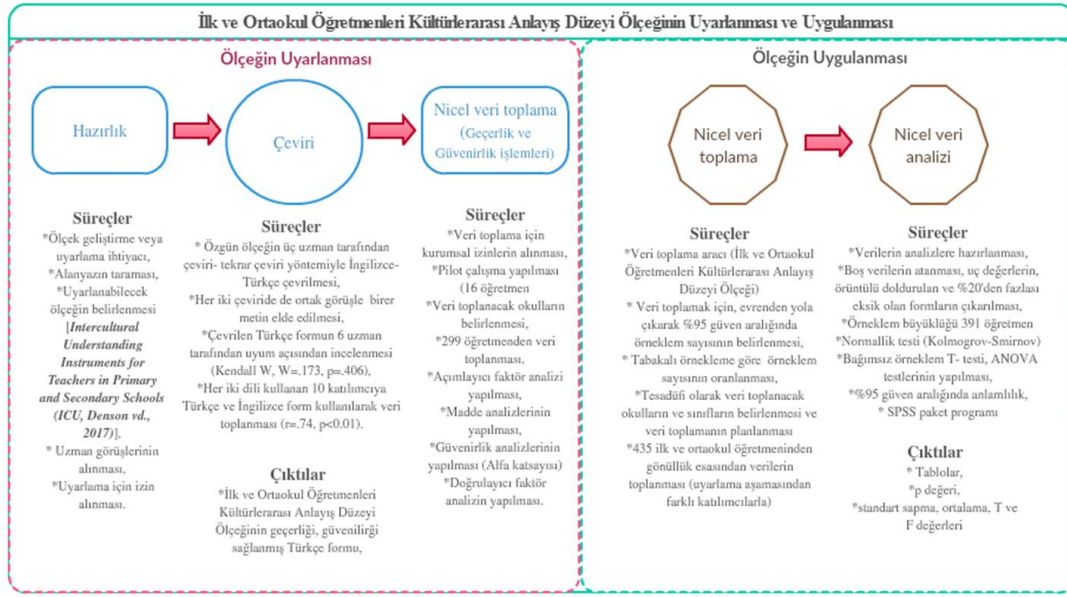 İlk ve Ortaokul Öğretmenleri Kültürlerarası Anlayış Düzeyi Ölçeğinin Uyarlanması ve Uygulanması
Ölçeğin Uyarlanması
Hazırlık
Çeviri
Nicel veri toplama
(Geçerlik ve
Güvenirlik işlemleri)
Süreçler
*Ölçek geliştirme veya
uyarlama ihtiyacı,
*Alanyazın taraması,
*Uyarlanabilecek
ölçeğin belirlenmesi
[Intercultural
Understanding
Instruments for
Teachers in Primary
and Secondary Schools
(ICU, Denson vd.,
2017)],
* Uzman görüşlerinin
alınması,
*Uyarlama için izin
alınması.
Süreçler
* Özgün ölçeğin üç uzman tarafından
çeviri- tekrar çeviri yöntemiyle İngilizce-
Türkçe çevrilmesi,
*Her iki çeviride de ortak görüşle birer
metin elde edilmesi,
*Çevrilen Türkçe formun 6 uzman
tarafından uyum açısından incelenmesi
(Kendall W, W=.173, p=.406),
*Her iki dili kullanan 10 katılımcıya
Türkçe ve İngilizce form kullanılarak veri
toplanması (r=.74, p<0.01).
Çıktılar
*İlk ve Ortaokul Öğretmenleri
Kültürlerarası Anlayış Düzeyi
Ölçeğinin geçerliği, güvenilirği
sağlanmış Türkçe formu,
Süreçler
*Veri toplama için
kurumsal izinlerin alınması,
*Pilot çalışma yapılması
(16 öğretmen
*Veri toplanacak okulların
belirlenmesi,
*299 öğretmenden veri
toplanması,
*Açımlayıcı faktör analizi
yapılması,
*Madde analizlerinin
yapılması,
*Güvenirlik analizlerinin
yapılması (Alfa katsayısı)
*Doğrulayıcı faktör
analizin yapılması.
Ölçeğin Uygulanması
Nicel veri
toplama
Nicel veri
analizi
Süreçler
*Veri toplama aracı (İlk ve Ortaokul
Öğretmenleri Kültürlerarası Anlayış
Düzeyi Ölçeği)
* Veri toplamak için, evrenden yola
çıkarak %95 güven aralığında
örneklem sayısının belirlenmesi,
* Tabakalı örnekleme göre örneklem
sayısının oranlanması,
*Tesadüfi olarak veri toplanacak
okulların ve sınıfların belirlenmesi ve
veri toplamanın planlanması
*435 ilk ve ortaokul öğretmeninden
gönüllük esasından verilerin
toplanması (uyarlama aşamasından
farklı katılımcılarla)
Süreçler
*Verilerin analizlere hazırlanması,
*Boş verilerin atanması, uç değerlerin,
örüntülü doldurulan ve %20'den fazlası
eksik olan formların çıkarılması,
*Örneklem büyüklüğü 391 öğretmen
*Normallik testi (Kolmogrov-Smirnov)
*Bağımsız örneklem T- testi, ANOVA
testlerinin yapılması,
*%95 güven aralığında anlamlılık,
* SPSS paket programı
Çıktılar
* Tablolar,
*p değeri,
*standart sapma, ortalama, T ve
F değerleri